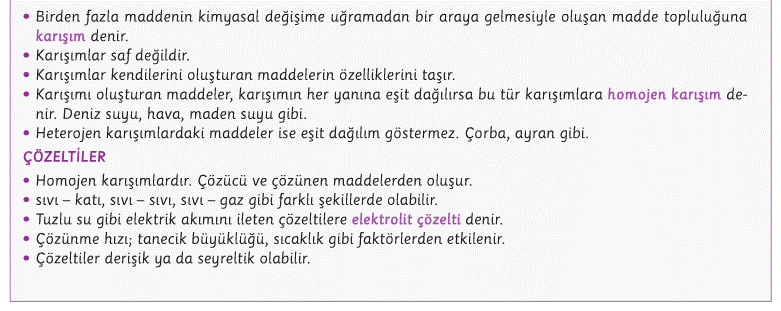 • Birden fazla maddenin kimyasal değişime uğramadan bir araya gelmesiyle oluşan madde topluluğuna
karışım denir.
• Karışımlar saf değildir.
• Karışımlar kendilerini oluşturan maddelerin özelliklerini taşır.
• Karışımı oluşturan maddeler, karışımın her yanına eşit dağılırsa bu tür karışımlara homojen karışım de-
nir. Deniz suyu, hava, maden suyu gibi.
• Heterojen karışımlardaki maddeler ise eşit dağılım göstermez. Çorba, ayran gibi.
ÇÖZELTİLER
• Homojen karışımlardır. Çözücü ve çözünen maddelerden oluşur.
• sıvı – katı, sıvı – sıvı, sıvı – gaz gibi farklı şekillerde olabilir.
• Tuzlu su gibi elektrik akımını ileten çözeltilere elektrolit çözelti denir.
• Çözünme hızı; tanecik büyüklüğü, sıcaklık gibi faktörlerden etkilenir.
• Çözeltiler derişik ya da seyreltik olabilir.